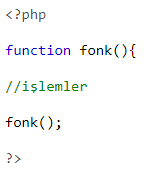 <?php
function fonk(){
//işlemler
fonk();
?>